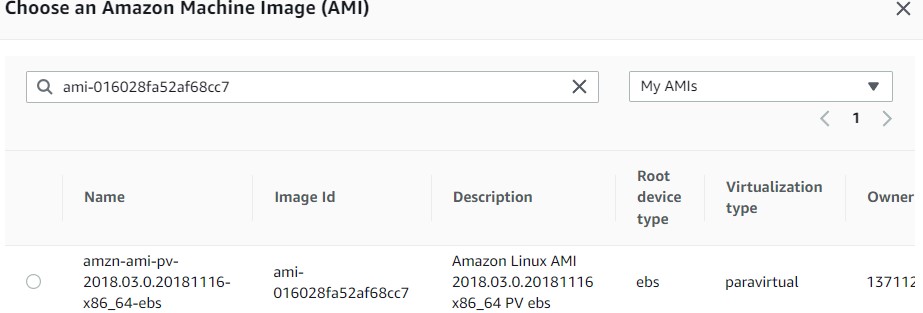 Choose an Amazon Machine Image (AMI)
ami-016028fa52af68cc7
My AMIs
1
Name
Image Id
Description
Root
device
type
Virtualization
type
Owner
amzn-ami-pv-
2018.03.0.20181116-
x86_64-ebs
ami-
016028fa52af68cc7
Amazon Linux AMI
2018.03.0.20181116
x86_64 PV ebs
ebs
paravirtual
137112